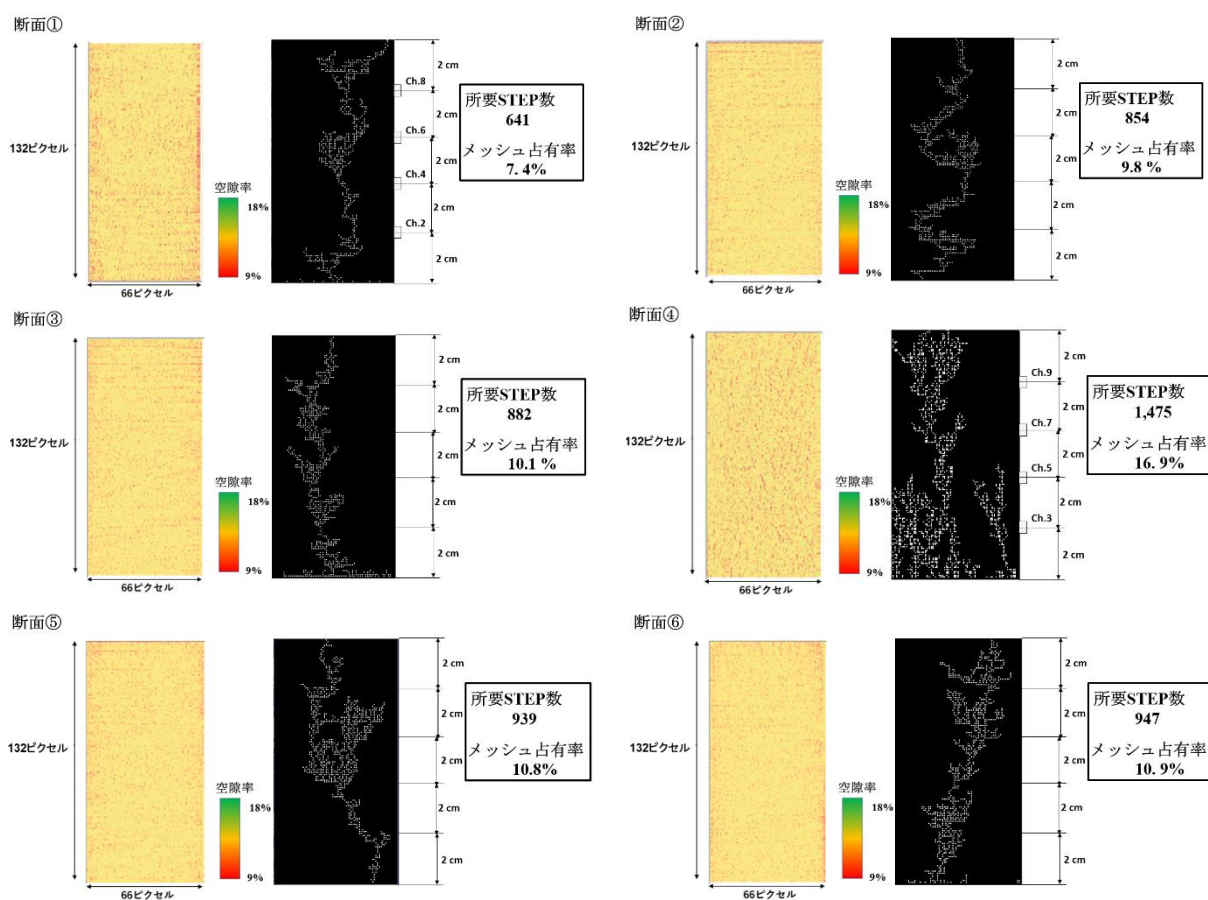 断面①
132ピクセル
66ピクセル
空隙率
18%
9%
Ch.8
Ch.6
Ch.4
Ch.2
2 cm
2 cm
2 cm
2 cm
2 cm
所要STEP数
641
メッシュ占有率
7. 4%
断面②
132ピクセル
66ピクセル
空隙率
18%
9%
2 cm
2 cm
2 cm
2 cm
2 cm
所要STEP数
854
メッシュ占有率
9.8 %
断面③
132ピクセル
66ピクセル
空隙率
18%
9%
2 cm
2 cm
2 cm
2 cm
2 cm
所要STEP数
882
メッシュ占有率
10.1 %
断面④
132ピクセル
66ピクセル
空隙率
18%
9%
Ch.9
Ch.7
Ch.5
Ch.3
2 cm
2 cm
2 cm
2 cm
2 cm
所要STEP数
1,475
メッシュ占有率
16. 9%
断面⑤
132ピクセル
66ピクセル
空隙率
18%
9%
2 cm
2 cm
2 cm
2 cm
2 cm
所要STEP数
939
メッシュ占有率
10.8%
断面⑥
132ピクセル
66ピクセル
空隙率
18%
9%
2 cm
2 cm
2 cm
2 cm
2 cm
所要STEP数
947
メッシュ占有率
10. 9%